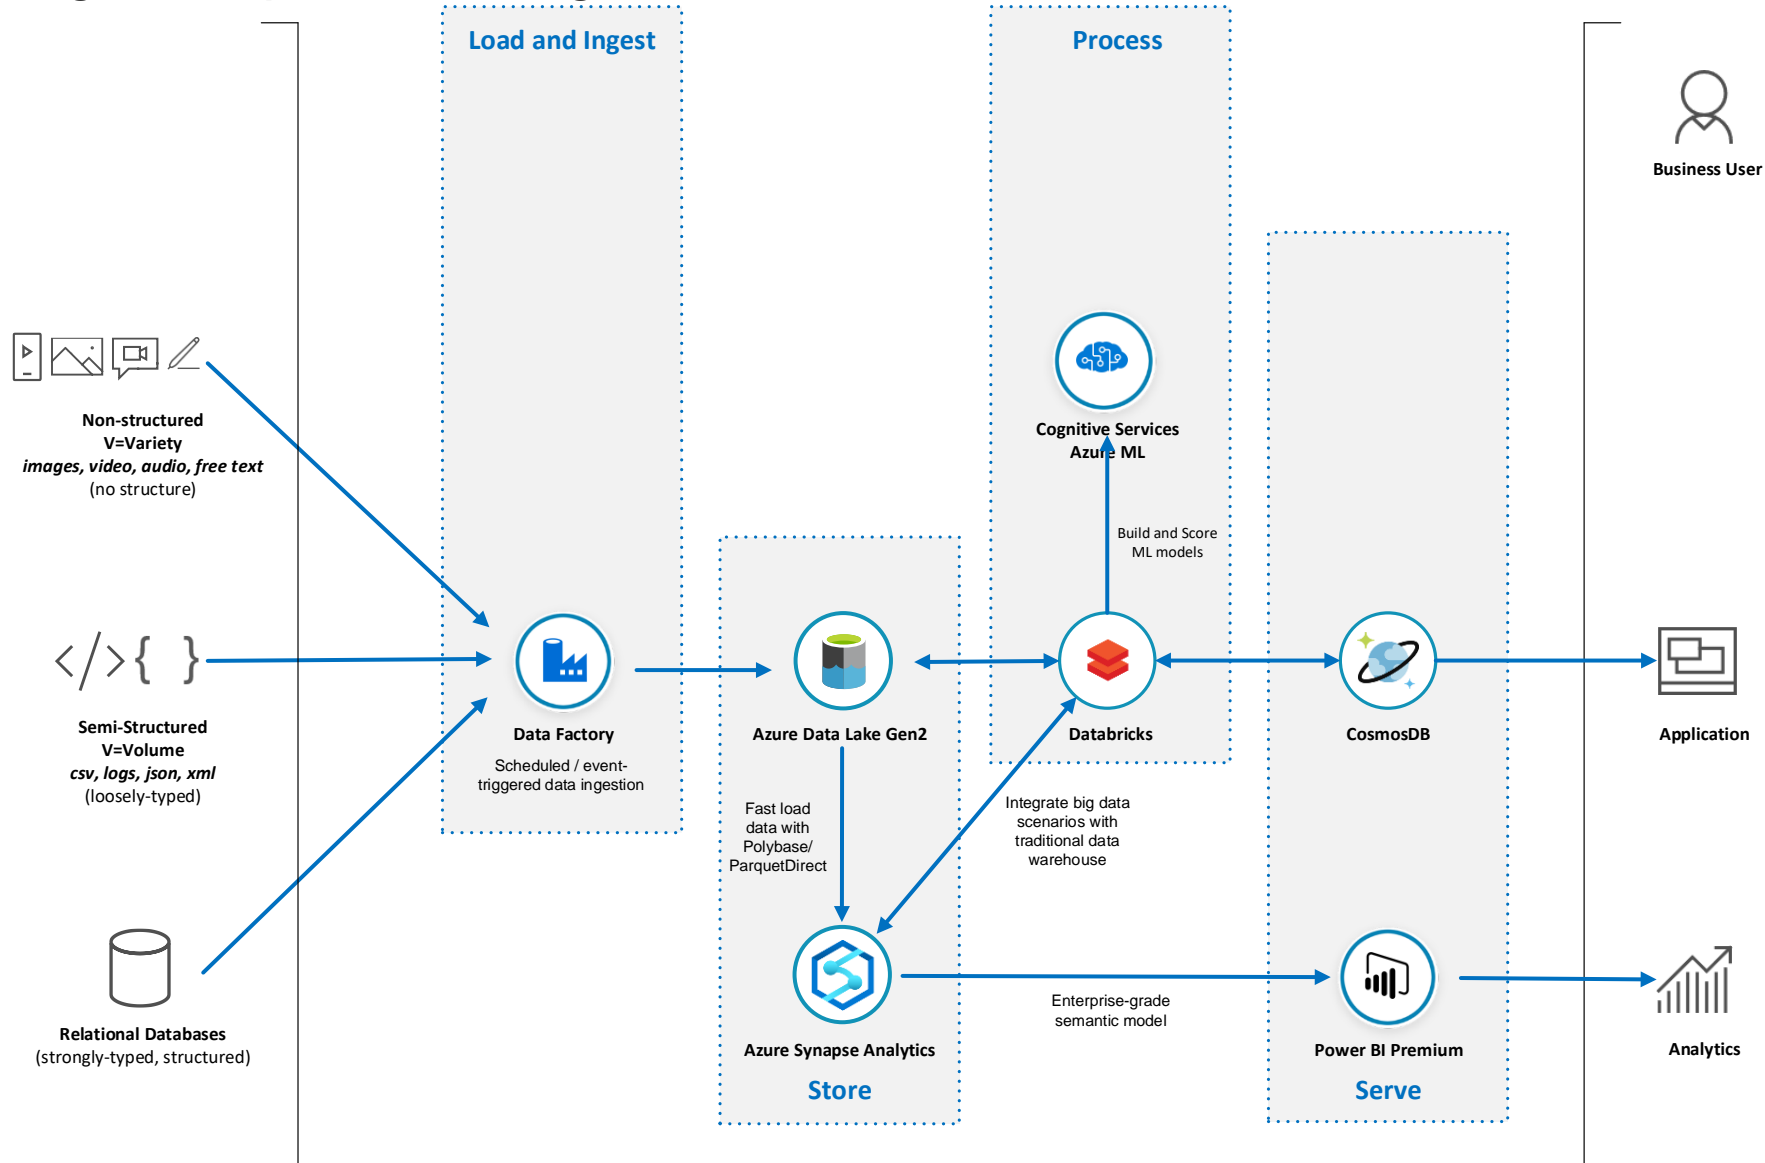 Load and Ingest
Process
Business User
Non-structured
V=Variety
images, video, audio, free text
(no structure)
Cognitive Services
Azure ML
Build and Score
ML models
Semi-Structured
V=Volume
csv, logs, json, xml
(loosely-typed)
Data Factory
Scheduled / event-
triggered data ingestion
Azure Data Lake Gen2
Databricks
CosmosDB
Application
Fast load
data with
Polybase/
ParquetDirect
Integrate big data
scenarios with
traditional data
warehouse
Relational Databases
(strongly-typed, structured)
Azure Synapse Analytics
Enterprise-grade
semantic model
Power BI Premium
Analytics
Store
Serve